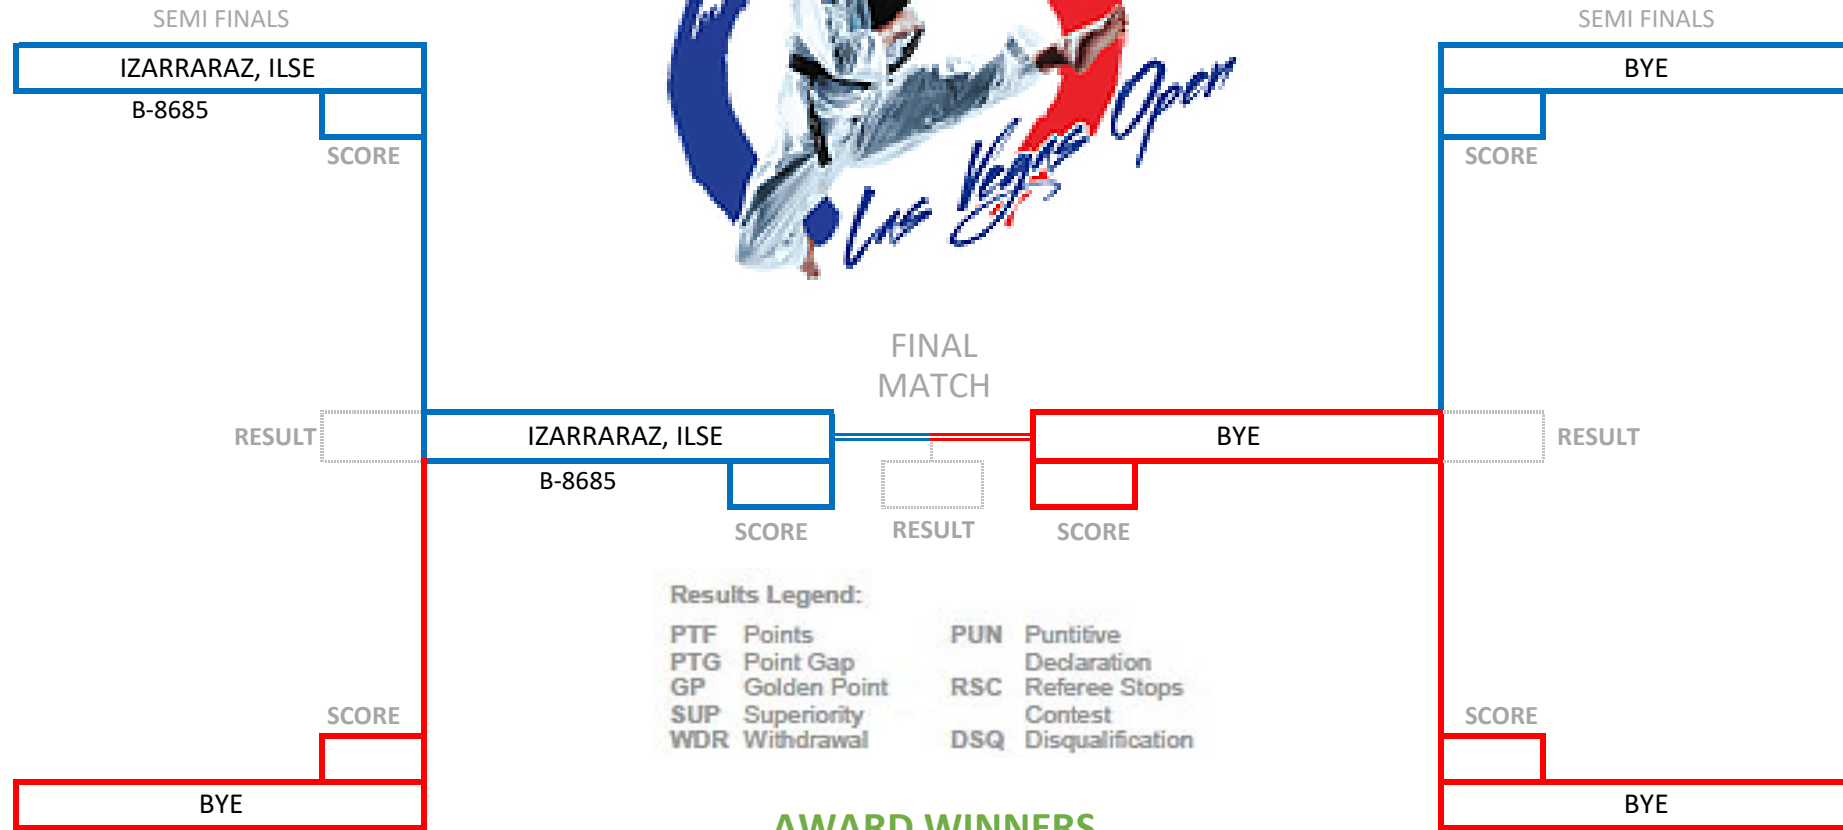 SEMI FINALS
SEMI FINALS
IZARRARAZ, ILSE
BYE
B-8685
SCORE
SCORE
Las Vegas Open
FINAL
MATCH
RESULT
IZARRARAZ, ILSE
BYE
RESULT
B-8685
SCORE
RESULT
SCORE
Results Legend:
PTF Points
PTG Point Gap
GP Golden Point
SUP Superiority
WDR Withdrawal
PUN Puntitive
Declaration
RSC Referee Stops
Contest
DSQ Disqualification
SCORE
SCORE
BYE
BYE
AWARD WINNERS